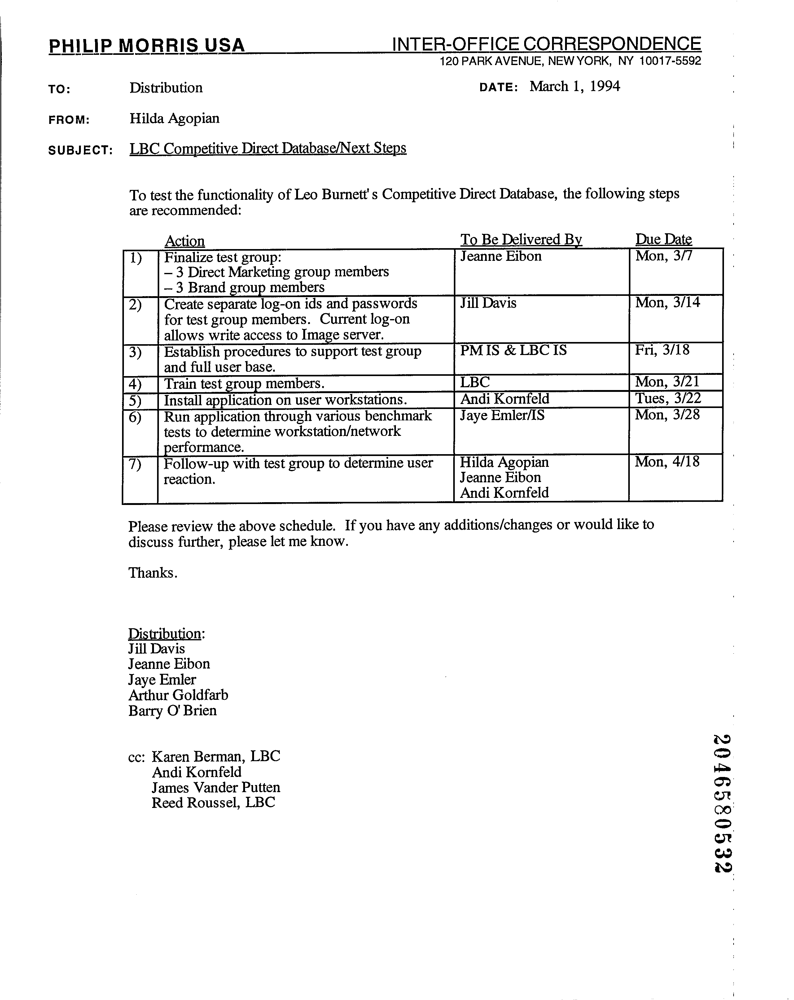 PHILIP MORRIS USA INTER-OFFICE CORRESPONDENCE
120 PARK AVENUE, NEW YORK, NY 10017-5592
TO: Distribution DATE: March 1, 1994
FROM: Hilda Agopian
SUBJECT: LBC Competitive Direct Database/Next Steps
To test the functionality of Leo Burnett's Competitive Direct Database, the following steps
are recommended:
Action To Be Delivered By Due Date
1) Finalize test group: Jeanne Eibon Mon, 3/7
– 3 Direct Marketing group members
– 3 Brand group members
2) Create separate log-on ids and passwords Jill Davis Mon, 3/14
for test group members. Current log-on
allows write access to Image server.
3) Establish procedures to support test group PM IS & LBC IS Fri, 3/18
and full user base.
4) Train test group members. LBC Mon, 3/21
5) Install application on user workstations. Andi Kornfeld Tues, 3/22
6) Run application through various benchmark Jaye Emler/IS Mon, 3/28
tests to determine workstation/network
performance.
7) Follow-up with test group to determine user Hilda Agopian Mon, 4/18
reaction. Jeanne Eibon
Andi Kornfeld
Please review the above schedule. If you have any additions/changes or would like to
discuss further, please let me know.
Thanks.
Distribution:
Jill Davis
Jeanne Eibon
Jaye Emler
Arthur Goldfarb
Barry O'Brien
cc: Karen Berman, LBC
Andi Kornfeld
James Vander Putten
Reed Roussel, LBC
2046580532